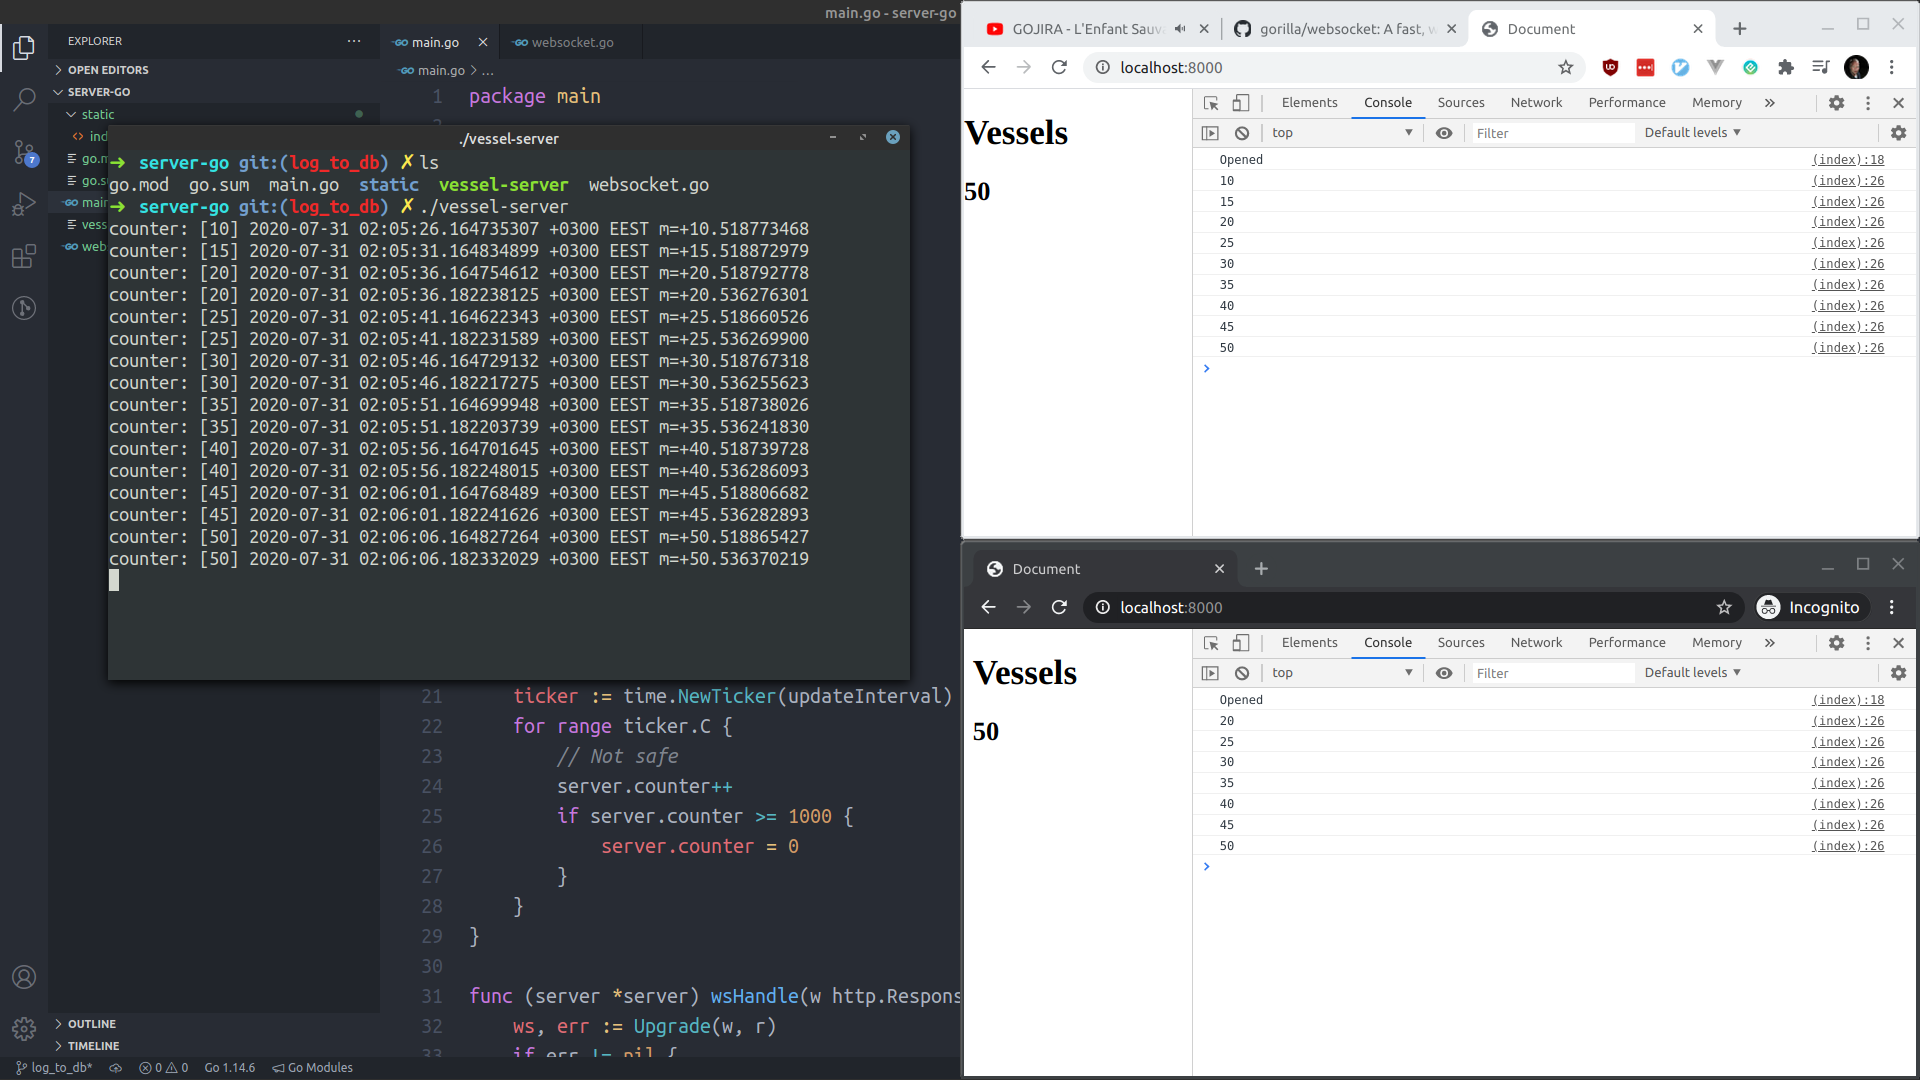 main.go - server-go
EXPLORER
OPEN EDITORS
SERVER-GO
static
ind
go.m
go.su
main
vess
web
OUTLINE
TIMELINE
7
main.go
websocket.go
main.go > ...
1 package main
./vessel-server
➜ server-go git:(log_to_db) ✗ ls
go.mod go.sum main.go static vessel-server websocket.go
➜ server-go git:(log_to_db) ✗ ./vessel-server
counter: [10] 2020-07-31 02:05:26.164735307 +0300 EEST m=+10.518773468
counter: [15] 2020-07-31 02:05:31.164834899 +0300 EEST m=+15.518872979
counter: [20] 2020-07-31 02:05:36.164754612 +0300 EEST m=+20.518792778
counter: [20] 2020-07-31 02:05:36.182238125 +0300 EEST m=+20.536276301
counter: [25] 2020-07-31 02:05:41.164622343 +0300 EEST m=+25.518660526
counter: [25] 2020-07-31 02:05:41.182231589 +0300 EEST m=+25.536269900
counter: [30] 2020-07-31 02:05:46.164729132 +0300 EEST m=+30.518767318
counter: [30] 2020-07-31 02:05:46.182217275 +0300 EEST m=+30.536255623
counter: [35] 2020-07-31 02:05:51.164699948 +0300 EEST m=+35.518738026
counter: [35] 2020-07-31 02:05:51.182203739 +0300 EEST m=+35.536241830
counter: [40] 2020-07-31 02:05:56.164701645 +0300 EEST m=+40.518739728
counter: [40] 2020-07-31 02:05:56.182248015 +0300 EEST m=+40.536286093
counter: [45] 2020-07-31 02:06:01.164768489 +0300 EEST m=+45.518806682
counter: [45] 2020-07-31 02:06:01.182241626 +0300 EEST m=+45.536282893
counter: [50] 2020-07-31 02:06:06.164827264 +0300 EEST m=+50.518865427
counter: [50] 2020-07-31 02:06:06.182332029 +0300 EEST m=+50.536370219
21 ticker := time.NewTicker(updateInterval)
22 for range ticker.C {
23 // Not safe
24 server.counter++
25 if server.counter >= 1000 {
26 server.counter = 0
27 }
28 }
29 }
30
31 func (server *server) wsHandle(w http.Respons
32 ws, err := Upgrade(w, r)
33 if err != nil {
log_to_db* 0 0 Go 1.14.6 Go Modules
GOJIRA - L'Enfant Sauva
gorilla/websocket: A fast, w
Document
localhost:8000
Vessels
50
Elements Console Sources Network Performance Memory »
top Filter Default levels
Opened (index):18
10 (index):26
15 (index):26
20 (index):26
25 (index):26
30 (index):26
35 (index):26
40 (index):26
45 (index):26
50 (index):26
Document
localhost:8000 Incognito
Vessels
50
Elements Console Sources Network Performance Memory »
top Filter Default levels
Opened (index):18
20 (index):26
25 (index):26
30 (index):26
35 (index):26
40 (index):26
45 (index):26
50 (index):26